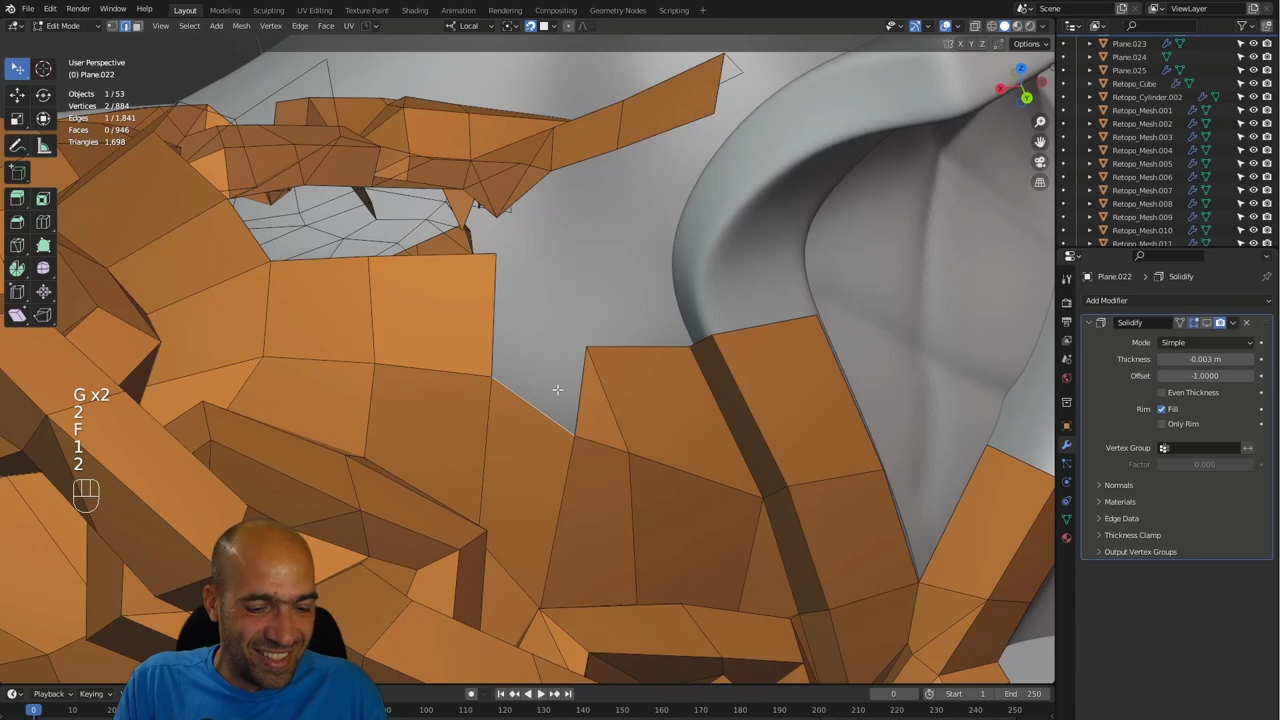 File Edit Render Window Help Layout Modeling Sculpting UV Editing Texture Paint Shading Animation Rendering Compositing Geometry Nodes Scripting + Scene ViewLayer
Edit Mode View Select Add Mesh Vertex Edge Face UV Local
X Y Z Options
User Perspective
(0) Plane.022
Objects 1/53
Vertices 2/884
Edges 1/1,841
Faces 0/946
Triangles 1,698
Z
X
Y
G x2
2
F
1
2
Plane.023
Plane.024
Plane.025
Retopo_Cube
Retopo_Cylinder.002
Retopo_Mesh.001
Retopo_Mesh.002
Retopo_Mesh.003
Retopo_Mesh.004
Retopo_Mesh.005
Retopo_Mesh.006
Retopo_Mesh.007
Retopo_Mesh.008
Retopo_Mesh.009
Retopo_Mesh.010
Retopo_Mesh.011
Plane.022 > Solidify
Add Modifier
Solidify
Mode Simple
Thickness -0.003 m
Offset -1.0000
Even Thickness
Rim Fill
Only Rim
Vertex Group
Factor 0.000
Normals
Materials
Edge Data
Thickness Clamp
Output Vertex Groups
Playback Keying 0 Start 1 End 250
0 10 70 80 90 100 110 120 130 140 150 160 170 180 190 200 210 220 230 240 250